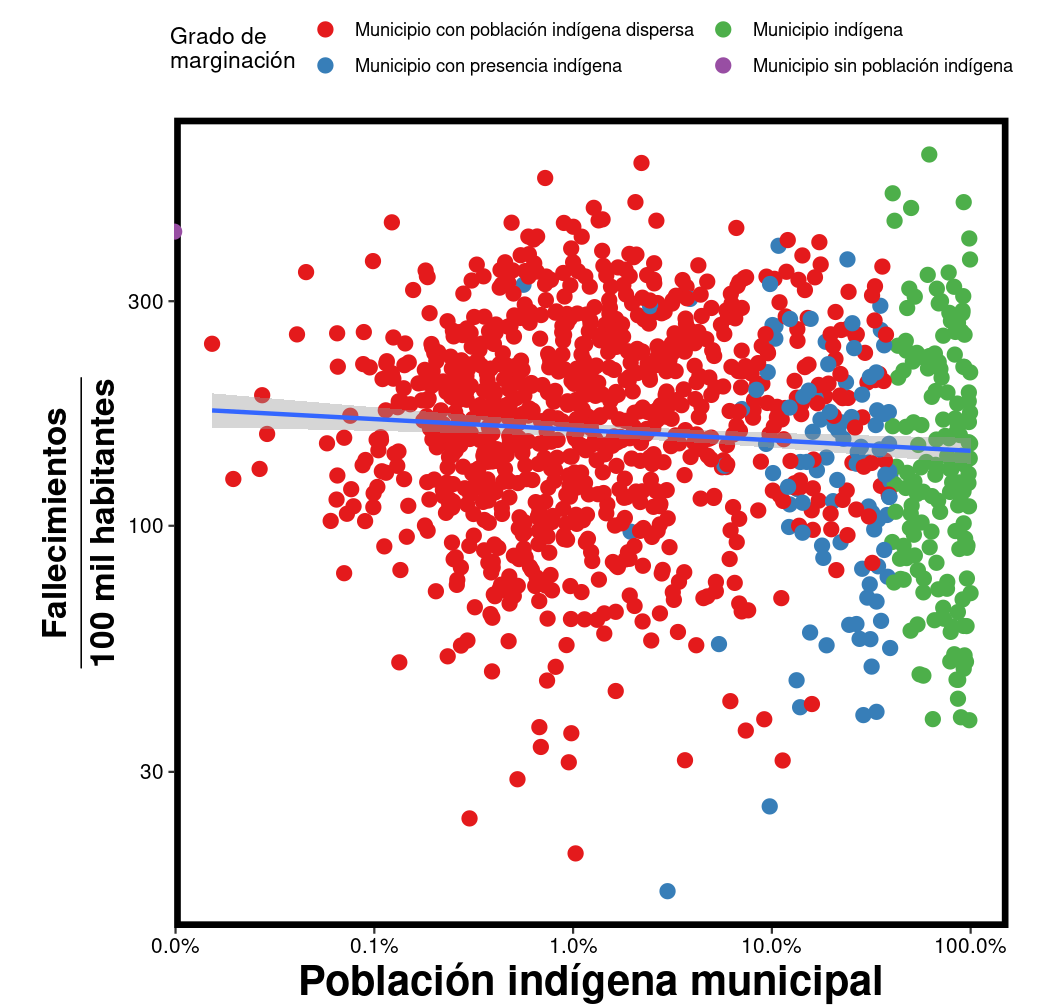 Grado de
marginación
Municipio con población indígena dispersa
Municipio con presencia indígena
Municipio indígena
Municipio sin población indígena
Fallecimientos
100 mil habitantes
300
100
30
0.0%
0.1%
1.0%
10.0%
100.0%
Población indígena municipal